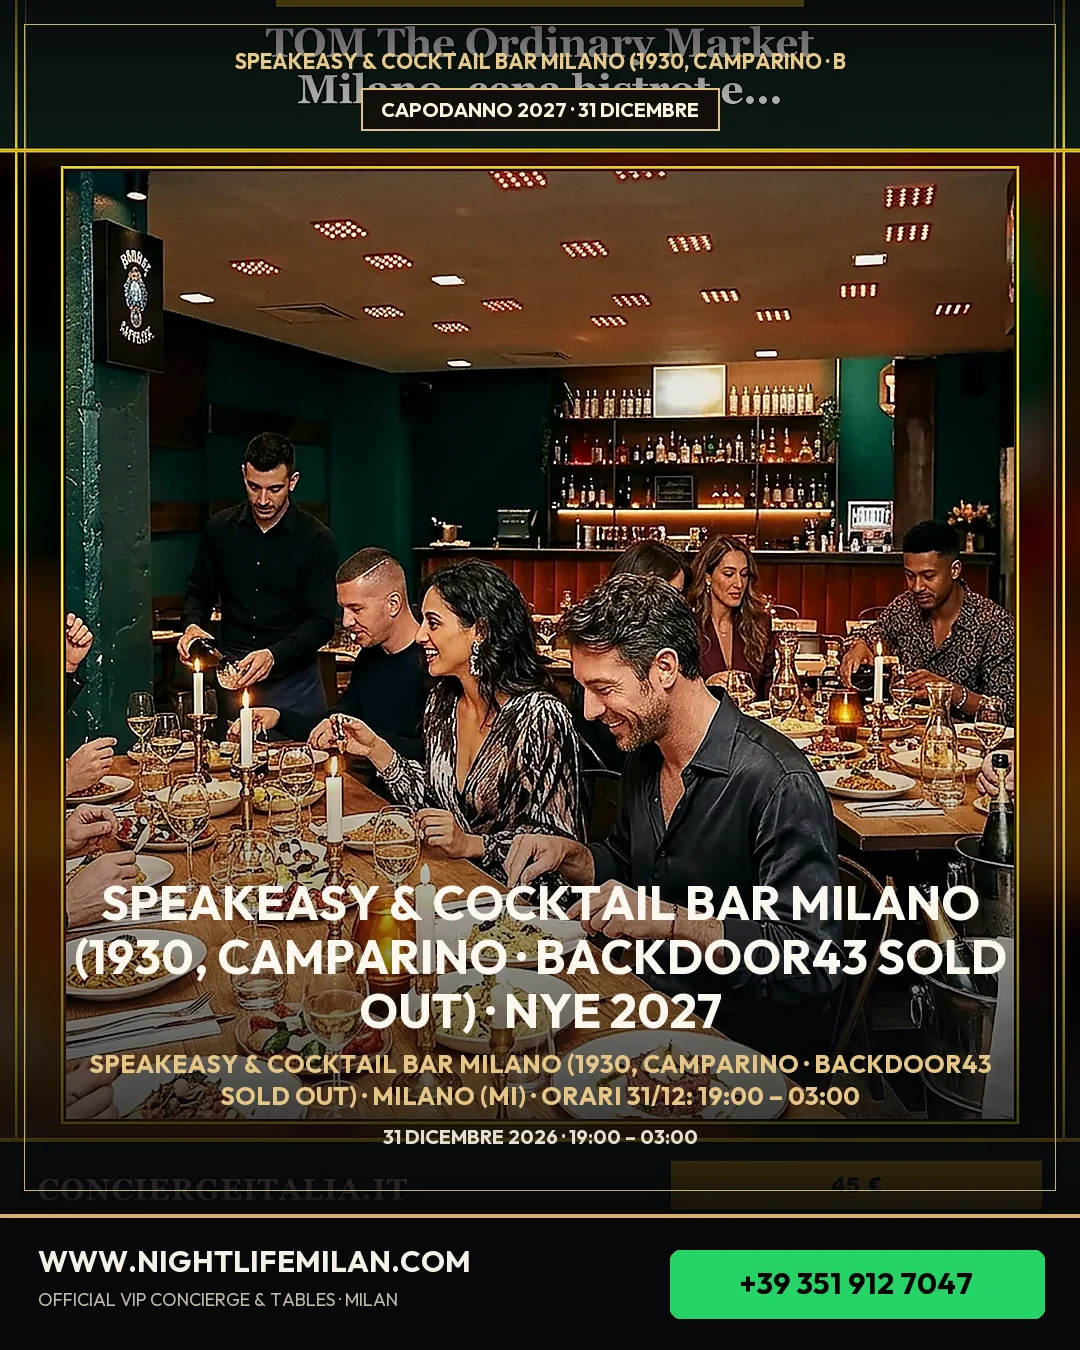 TOM The Ordinary Market
SPEAKEASY & COCKTAIL BAR MILANO (1930, CAMPARINO · B
Milano, cena bistrot e...
CAPODANNO 2027 · 31 DICEMBRE
SPEAKEASY & COCKTAIL BAR MILANO
(1930, CAMPARINO · BACKDOOR43 SOLD
OUT) · NYE 2027
SPEAKEASY & COCKTAIL BAR MILANO (1930, CAMPARINO · BACKDOOR43
SOLD OUT) · MILANO (MI) · ORARI 31/12: 19:00 – 03:00
31 DICEMBRE 2026 · 19:00 – 03:00
CONCIERGEITALIA.IT
45 €
WWW.NIGHTLIFEMILAN.COM
+39 351 912 7047
OFFICIAL VIP CONCIERGE & TABLES · MILAN